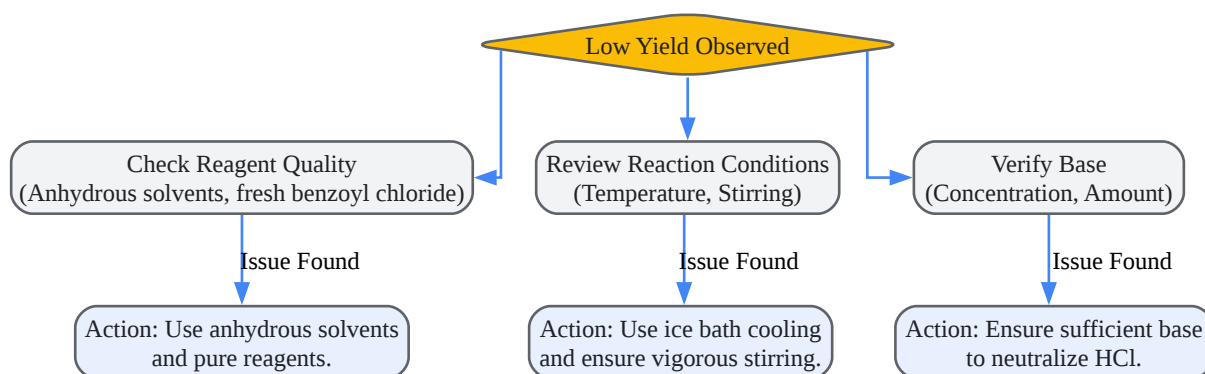 Low Yield Observed
Check Reagent Quality
(Anhydrous solvents, fresh benzoyl chloride)
Review Reaction Conditions
(Temperature, Stirring)
Verify Base
(Concentration, Amount)
Issue Found
Issue Found
Issue Found
Action: Use anhydrous solvents
and pure reagents.
Action: Use ice bath cooling
and ensure vigorous stirring.
Action: Ensure sufficient base
to neutralize HCl.